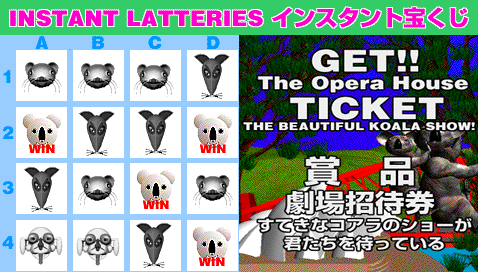 INSTANT LATTERIES インスタント宝くじ
A B C D
1
2 WIN WIN
3 WIN
4 WIN
GET!!
The Opera House
TICKET
THE BEAUTIFUL KOALA SHOW!
賞 品
劇場招待券
すてきなコアラのショーが
君たちを待っている